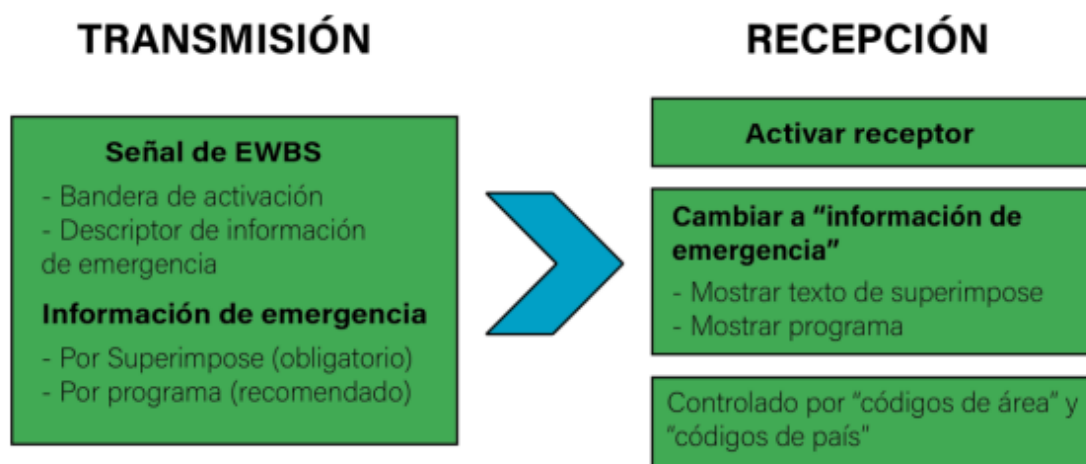 TRANSMISIÓN
Señal de EWBS
- Bandera de activación
- Descriptor de información
de emergencia
Información de emergencia
- Por Superimpose (obligatorio)
- Por programa (recomendado)
RECEPCIÓN
Activar receptor
Cambiar a “información de
emergencia”
- Mostrar texto de superimpose
- Mostrar programa
Controlado por “códigos de área” y
“códigos de país”